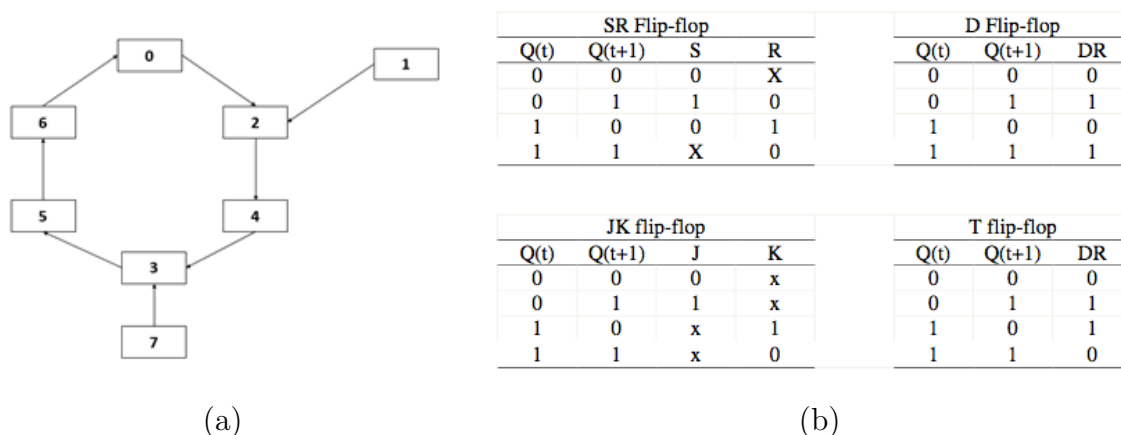 0
1
6
2
5
4
3
7
(a)
SR Flip-flop
Q(t) Q(t+1) S R
0 0 0 X
0 1 1 0
1 0 0 1
1 1 X 0
D Flip-flop
Q(t) Q(t+1) DR
0 0 0
0 1 1
1 0 0
1 1 1
JK flip-flop
Q(t) Q(t+1) J K
0 0 0 x
0 1 1 x
1 0 x 1
1 1 x 0
T flip-flop
Q(t) Q(t+1) DR
0 0 0
0 1 1
1 0 1
1 1 0
(b)